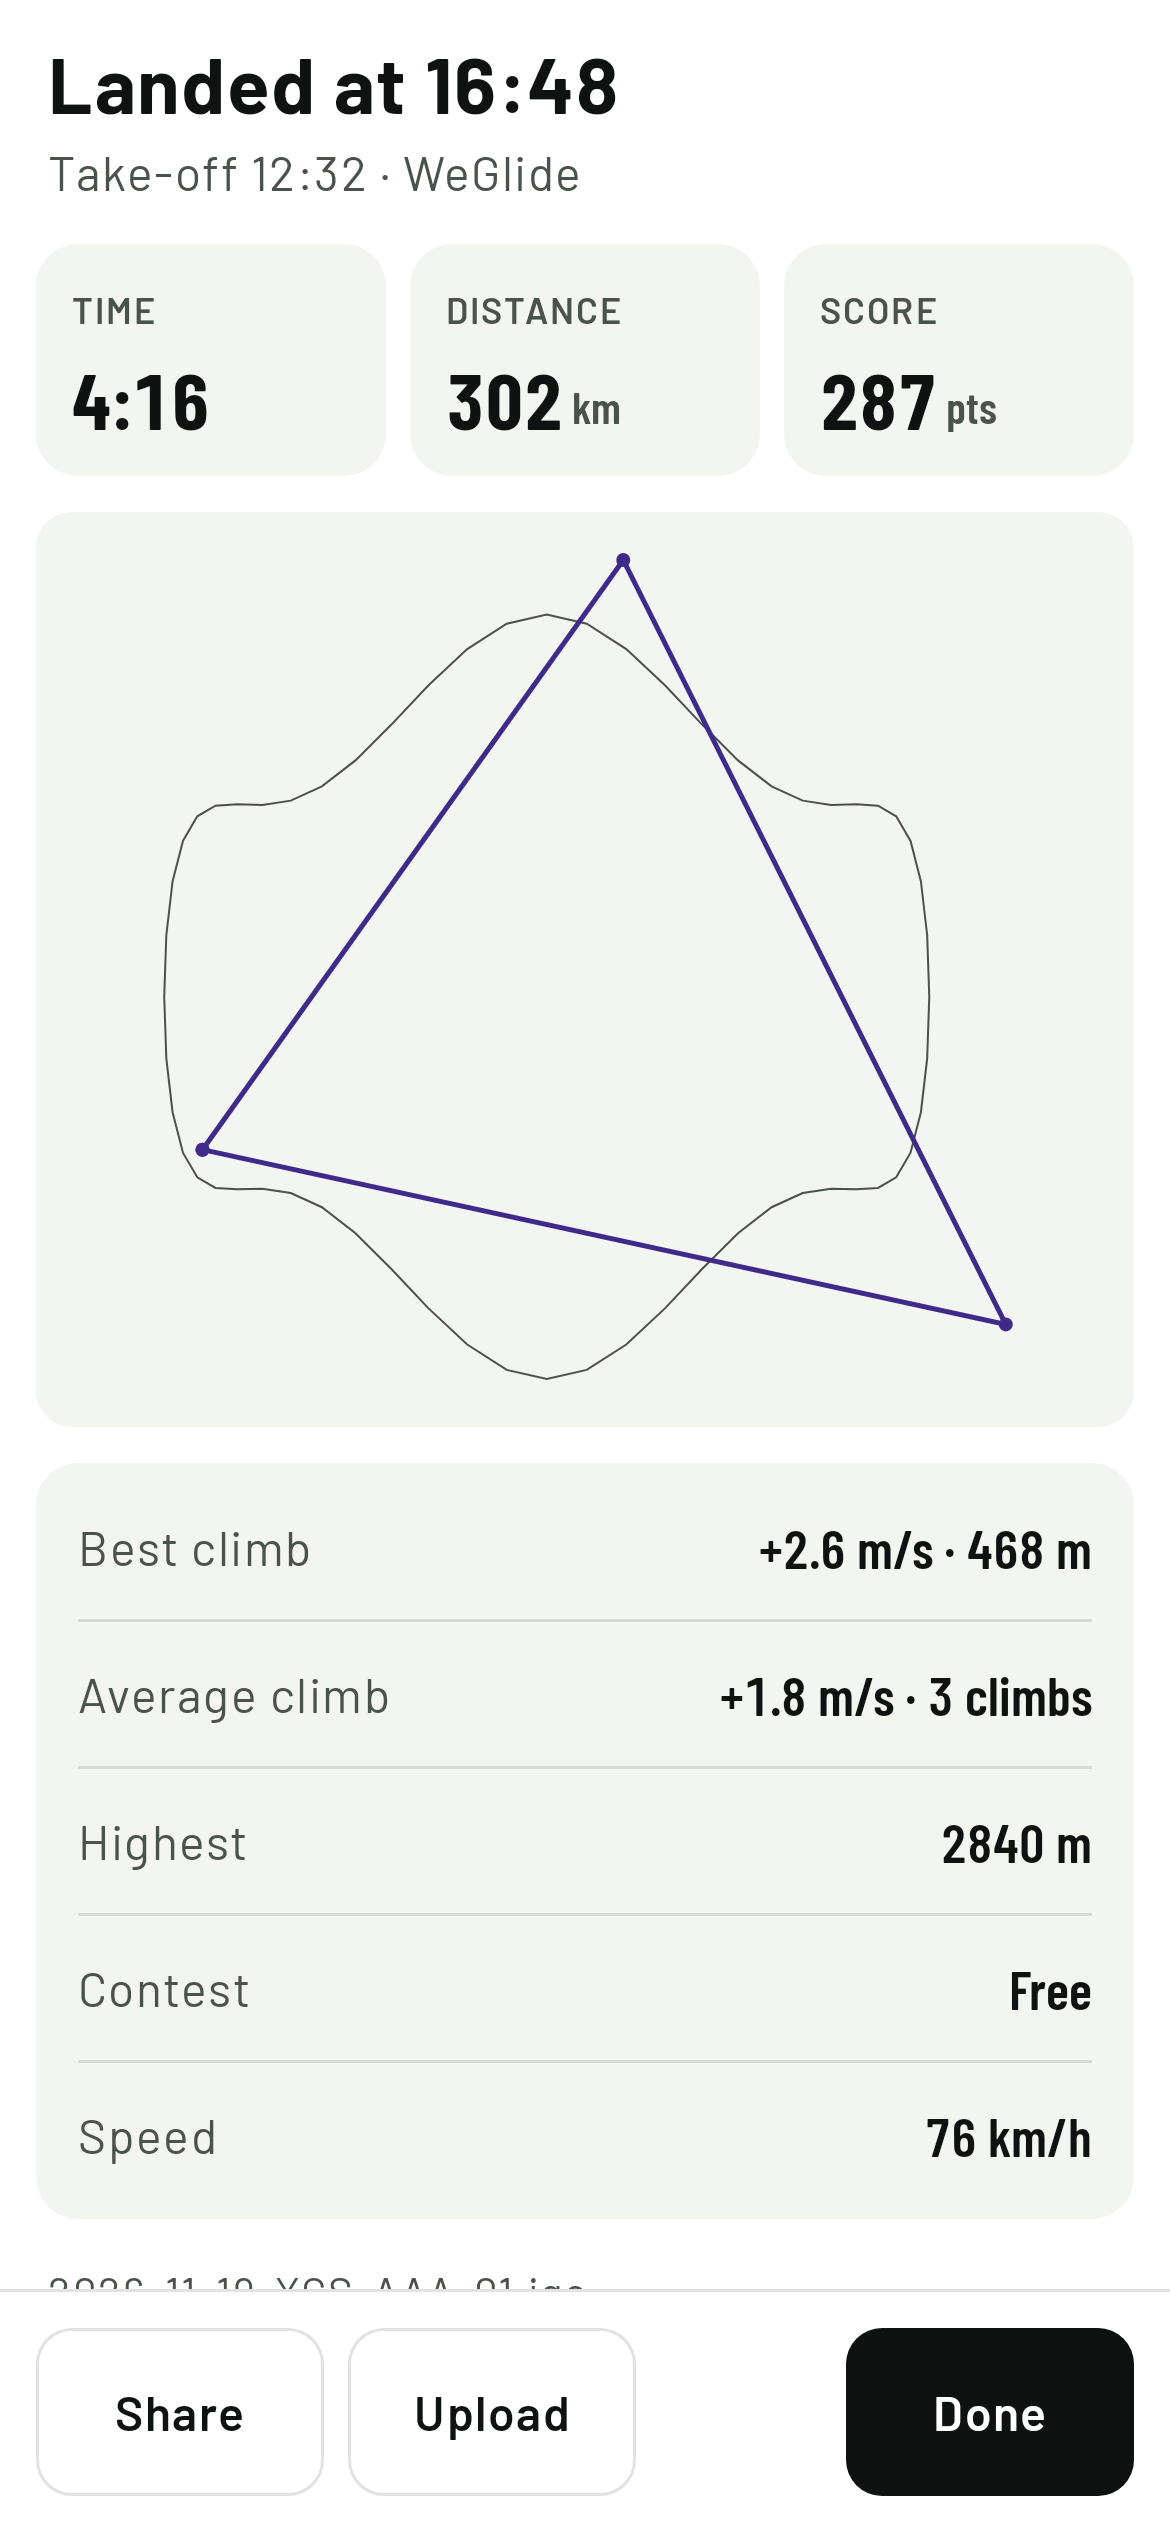 Landed at 16:48
Take-off 12:32 · WeGlide
TIME
4:16
DISTANCE
302 km
SCORE
287 pts
Best climb
+2.6 m/s · 468 m
Average climb
+1.8 m/s · 3 climbs
Highest
2840 m
Contest
Free
Speed
76 km/h
Share
Upload
Done